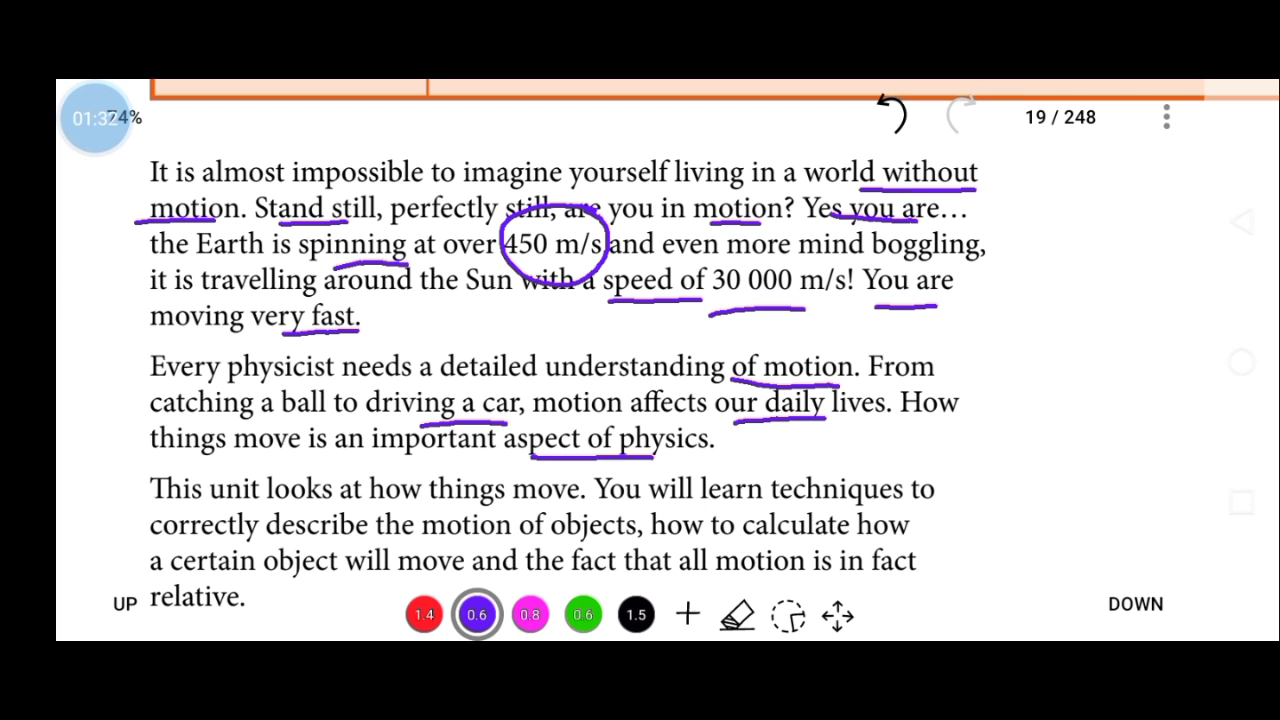 01:32
74%
19 / 248
It is almost impossible to imagine yourself living in a world without
motion. Stand still, perfectly still, are you in motion? Yes you are…
the Earth is spinning at over 450 m/s and even more mind boggling,
it is travelling around the Sun with a speed of 30 000 m/s! You are
moving very fast.
Every physicist needs a detailed understanding of motion. From
catching a ball to driving a car, motion affects our daily lives. How
things move is an important aspect of physics.
This unit looks at how things move. You will learn techniques to
correctly describe the motion of objects, how to calculate how
a certain object will move and the fact that all motion is in fact
relative.
UP
1.4 0.6 0.8 0.6 1.5
DOWN